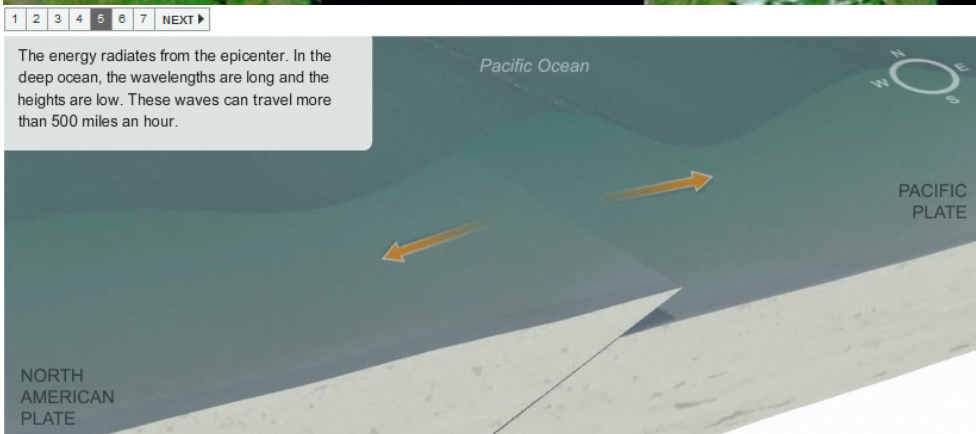 1 2 3 4 5 6 7 NEXT
The energy radiates from the epicenter. In the
deep ocean, the wavelengths are long and the
heights are low. These waves can travel more
than 500 miles an hour.
Pacific Ocean
N
E
W
S
PACIFIC
PLATE
NORTH
AMERICAN
PLATE